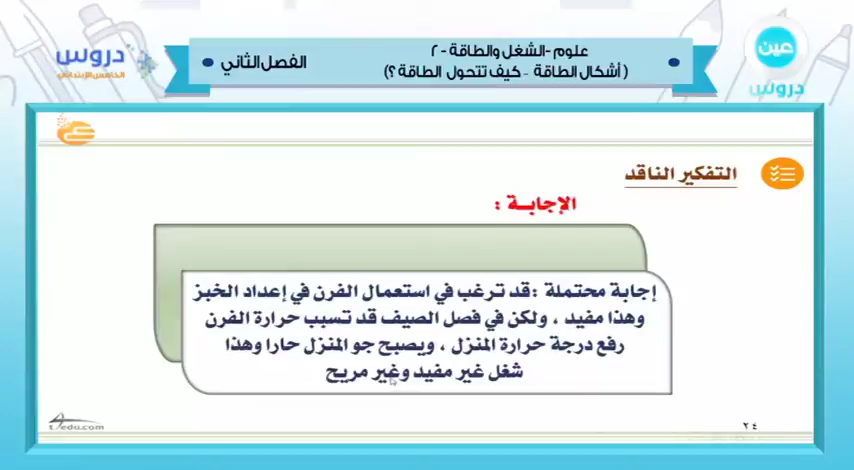 عين
دروس
علوم -الشغل والطاقة -٢
( أشكال الطاقة - كيف تتحول الطاقة ؟)
الفصل الثاني
دروس
الخامس الإبتدائي
التفكير الناقد
الإجابـة :
إجابة محتملة :قد ترغب في استعمال الفرن في إعداد الخبز
وهذا مفيد ، ولكن في فصل الصيف قد تسبب حرارة الفرن
رفع درجة حرارة المنزل ، ويصبح جو المنزل حارا وهذا
شغل غير مفيد وغير مريح
٢٤
t4edu.com